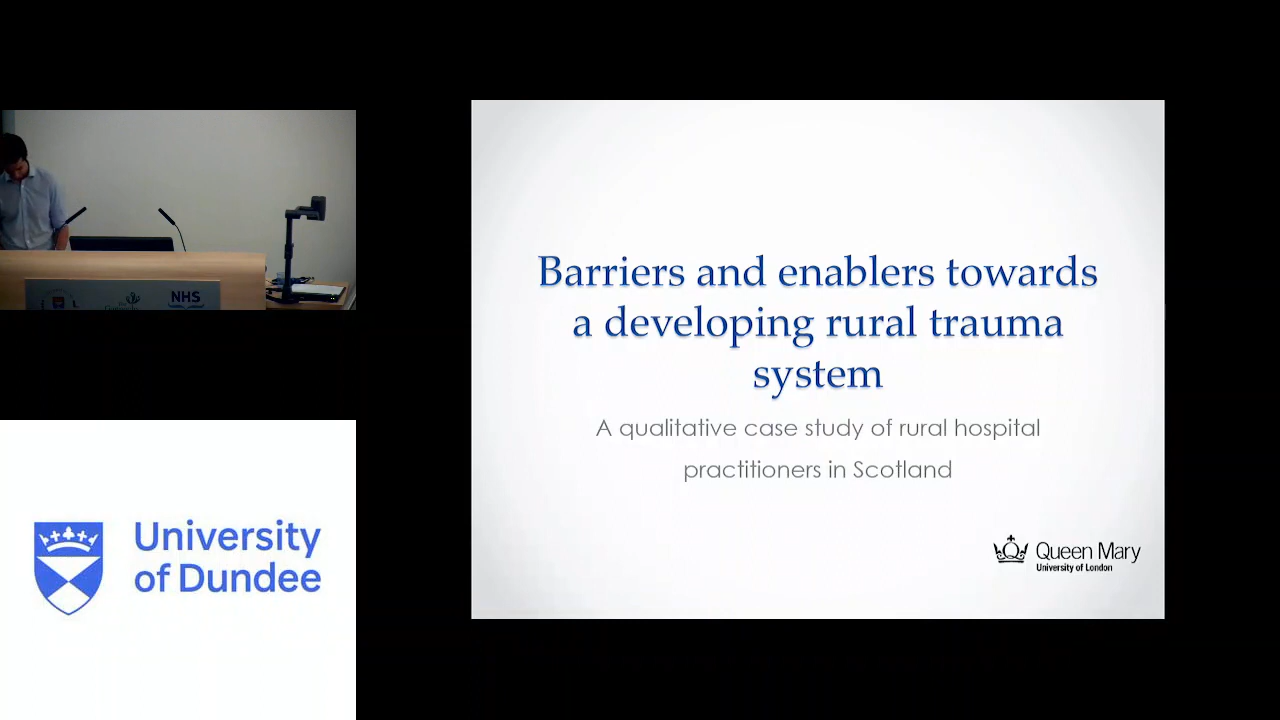 NHS
University
of Dundee
Barriers and enablers towards
a developing rural trauma
system
A qualitative case study of rural hospital
practitioners in Scotland
Queen Mary
University of London